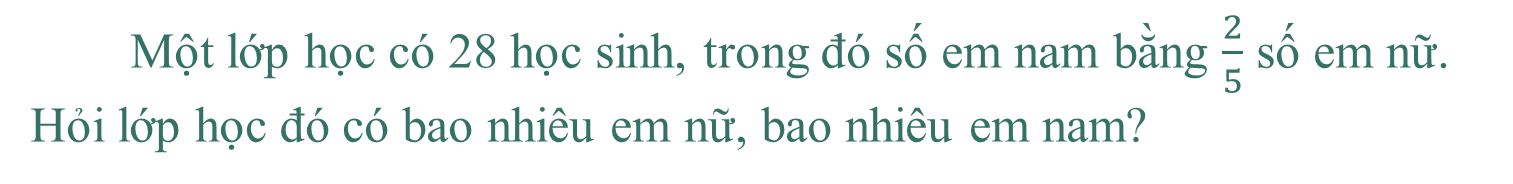 Một lớp học có 28 học sinh, trong đó số em nam bằng 2/5 số em nữ.
Hỏi lớp học đó có bao nhiêu em nữ, bao nhiêu em nam?